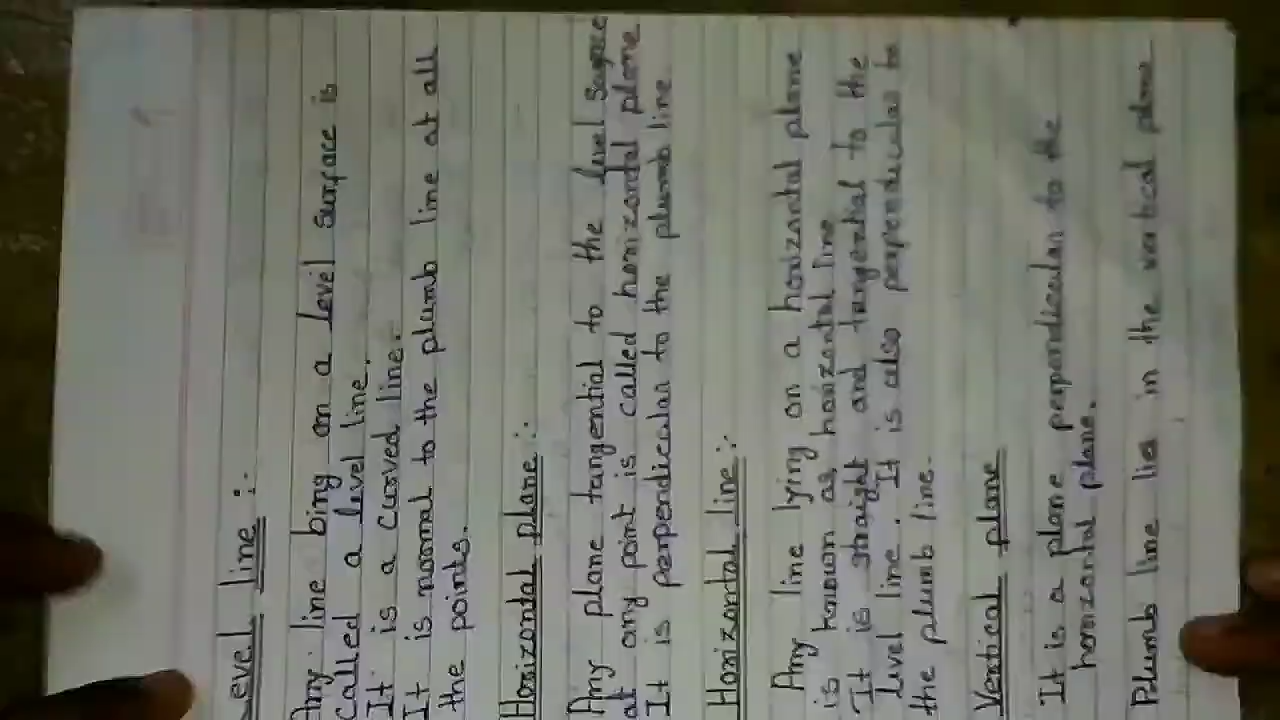 Level line :-
Any line bing on a level surface is
Called a level line.
It is a curved line.
It is normal to the plumb line at all
the points.
Horizontal plane :-
Any plane tangential to the level surface
at any point is called horizontal plane
It is perpendicular to the plumb line
Horizontal line :-
Any line lying on a horizontal plane
is known as horizontal line
It is straight and tangential to the
level line. It is also perpendicular to
the plumb line.
Vertical plane
It is a plane perpendicular to the
horizontal plane.
Plumb line lies in the vertical plane